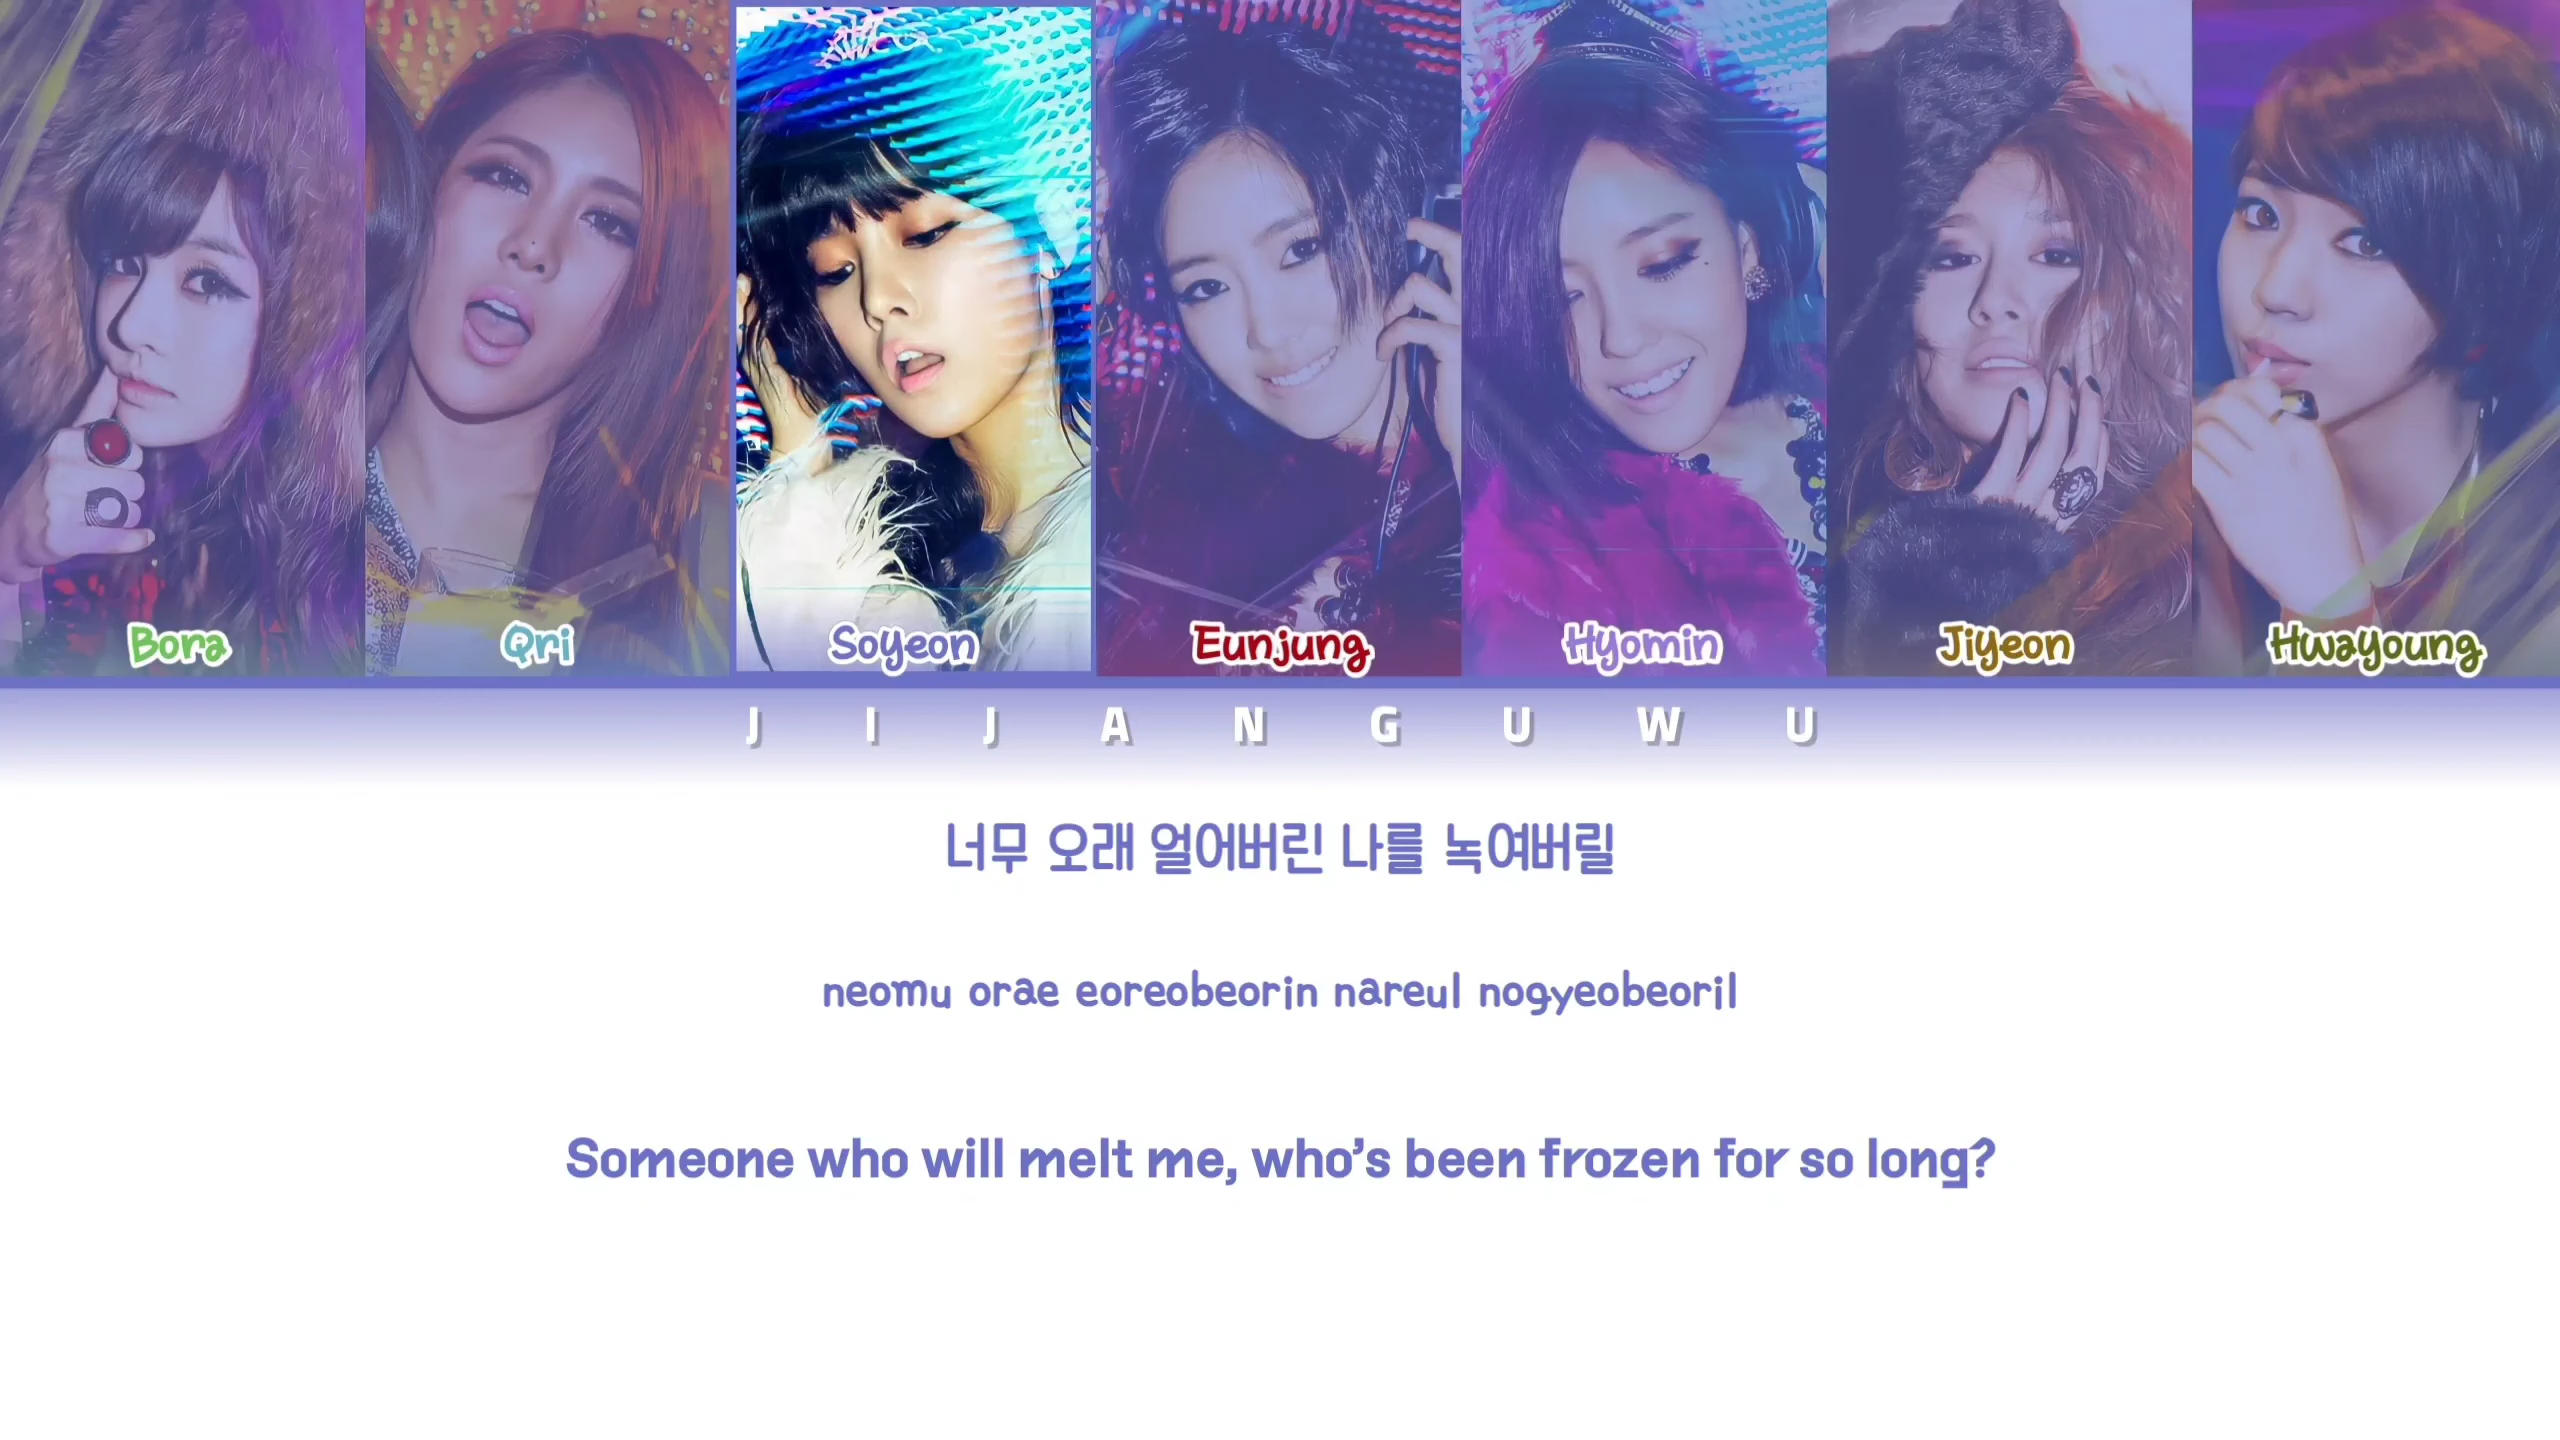 Bora Qri Soyeon Eunjung Hyomin Jiyeon Hwayoung
JIJANGUWU
너무 오래 얼어버린 나를 녹여버릴
neomu orae eoreobeorin nareul nogyeobeoril
Someone who will melt me, who’s been frozen for so long?